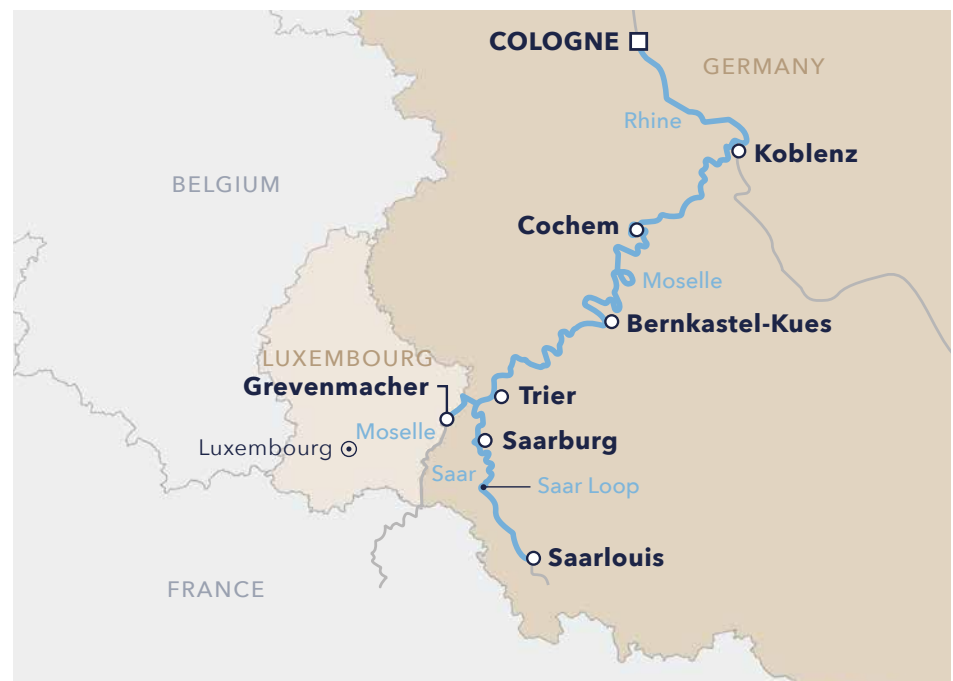 COLOGNE
GERMANY
Rhine
Koblenz
BELGIUM
Cochem
Moselle
Bernkastel-Kues
LUXEMBOURG
Grevenmacher
Trier
Moselle
Saarburg
Luxembourg
Saar
Saar Loop
Saarlouis
FRANCE